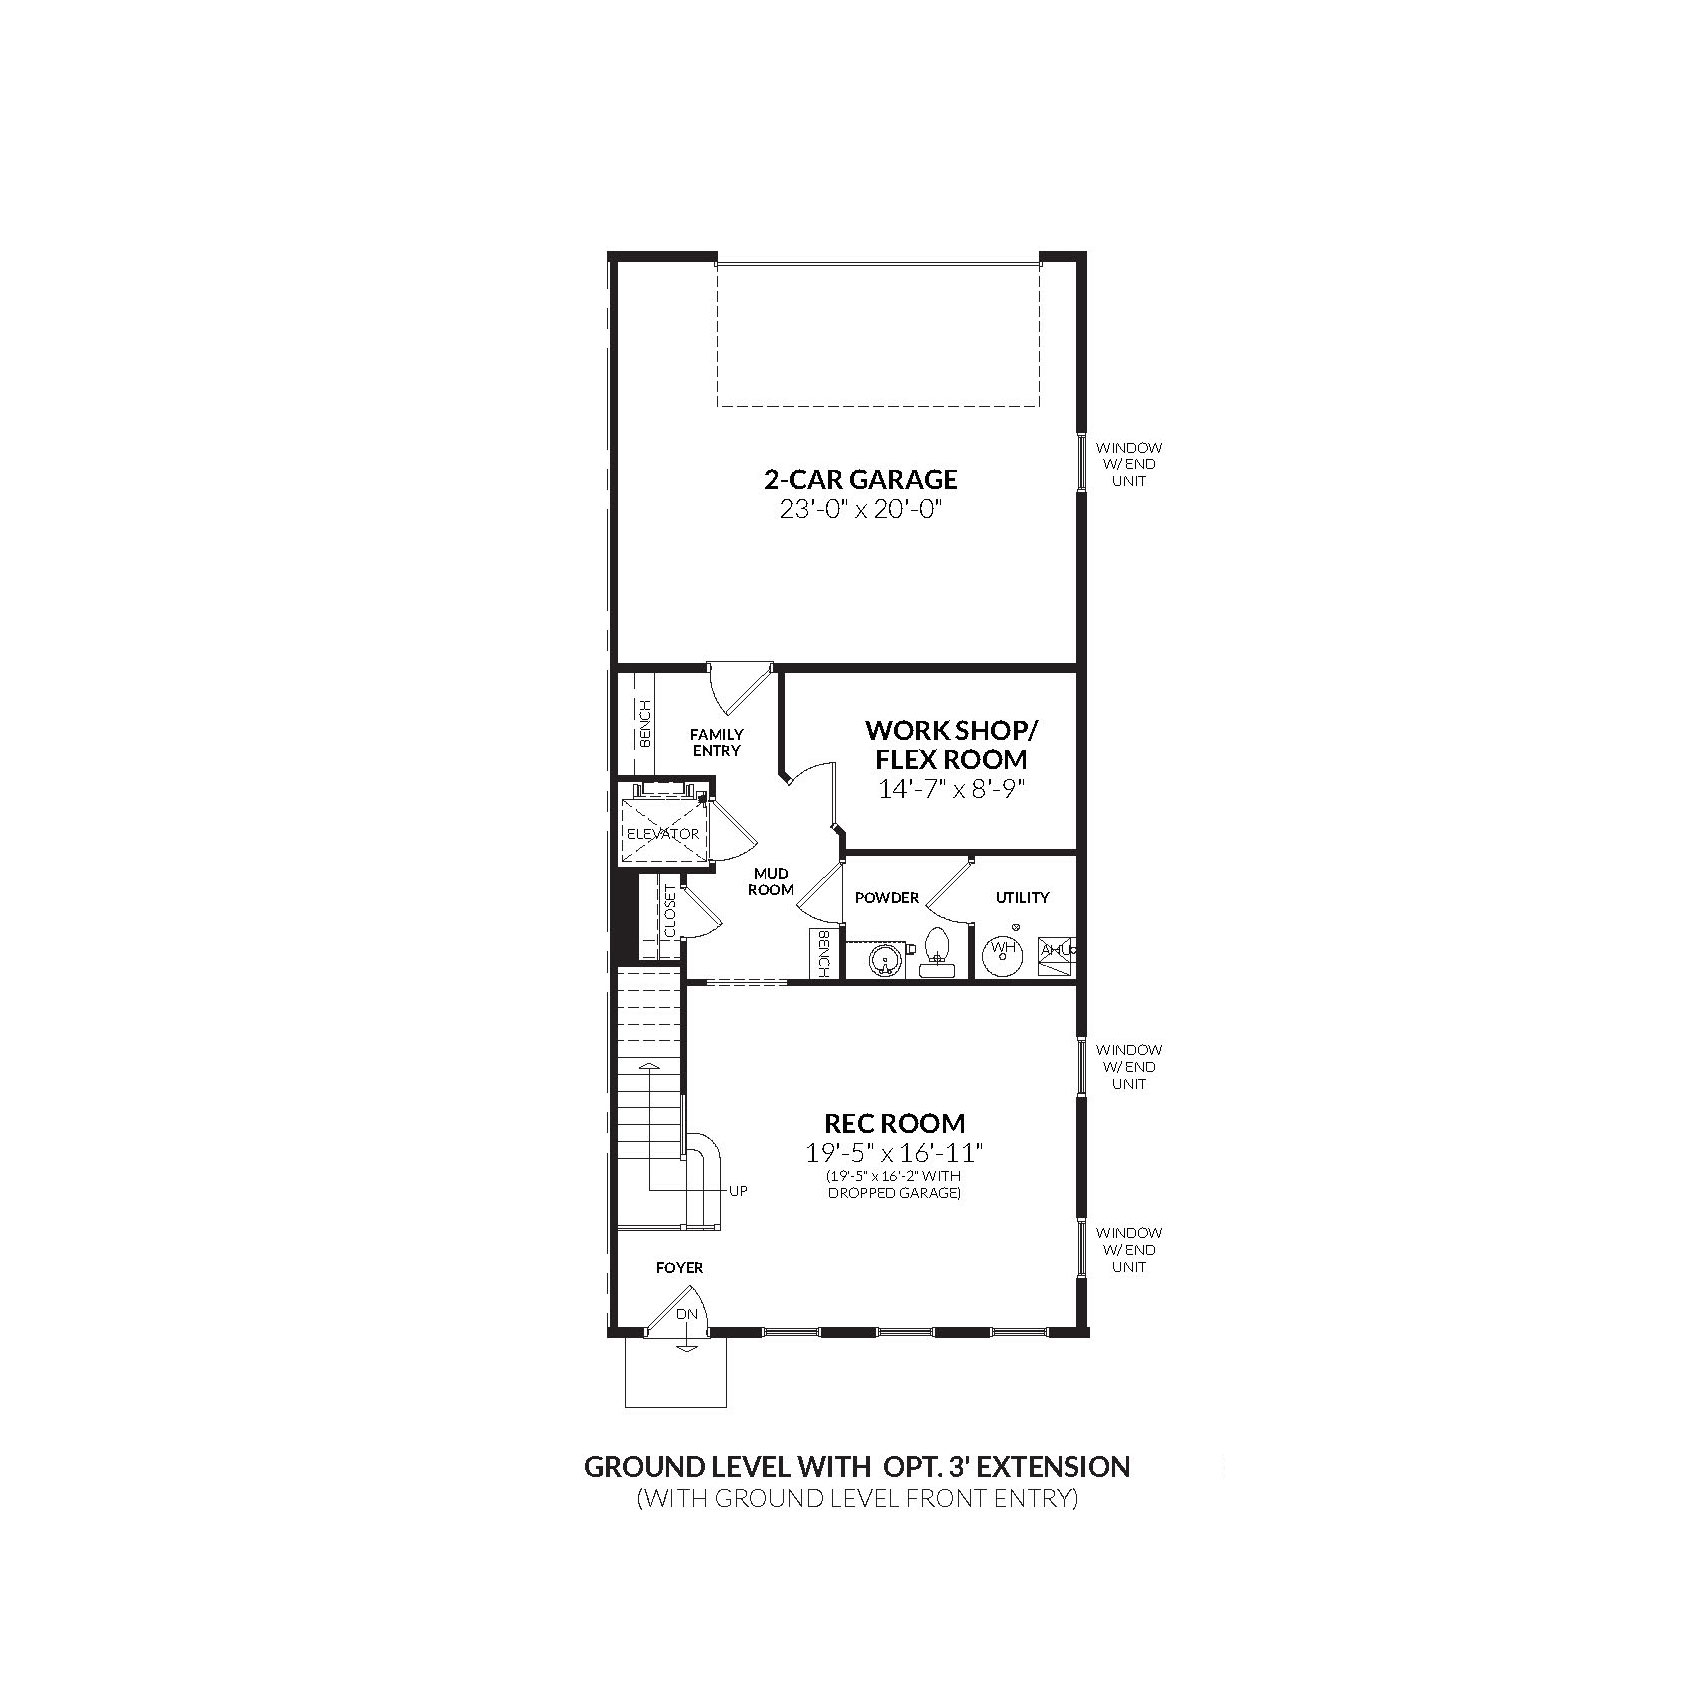 WINDOW
W/ END
UNIT
2-CAR GARAGE
23'-0" x 20'-0"
BENCH
FAMILY
ENTRY
WORK SHOP/
FLEX ROOM
14'-7" x 8'-9"
ELEVATOR
MUD
ROOM
CLOSET
POWDER
UTILITY
BENCH
WH
AHU
WINDOW
W/ END
UNIT
REC ROOM
19'-5" x 16'-11"
(19'-5" x 16'-2" WITH
DROPPED GARAGE)
UP
WINDOW
W/ END
UNIT
FOYER
DN
GROUND LEVEL WITH OPT. 3' EXTENSION
(WITH GROUND LEVEL FRONT ENTRY)